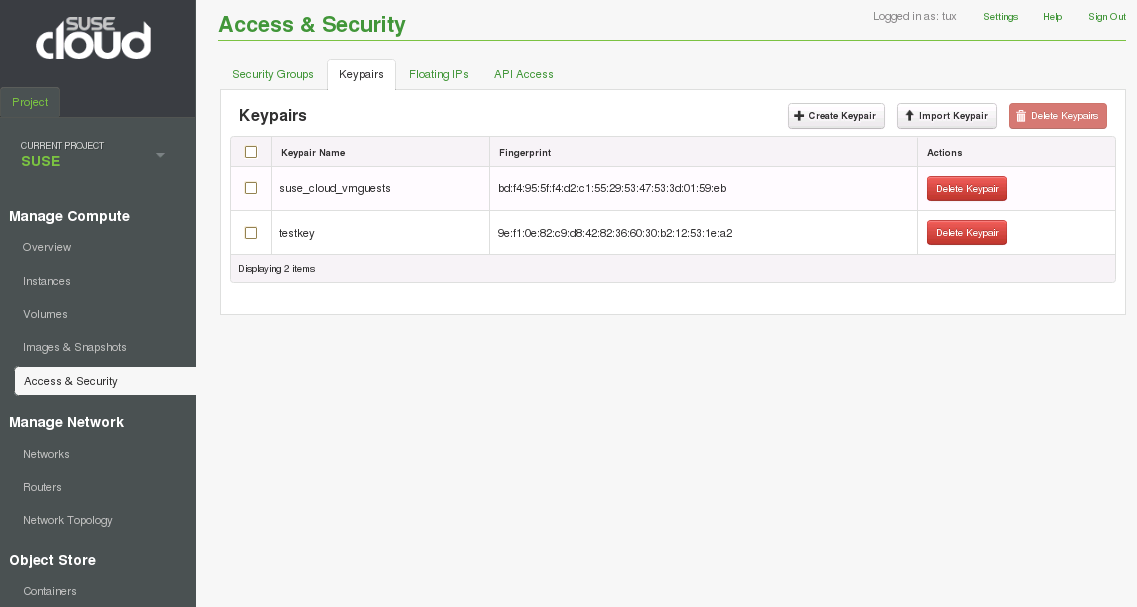 SUSE
cloud
Project
CURRENT PROJECT
SUSE
Manage Compute
Overview
Instances
Volumes
Images & Snapshots
Access & Security
Manage Network
Networks
Routers
Network Topology
Object Store
Containers
Access & Security
Logged in as: tux Settings Help Sign Out
Security Groups Keypairs Floating IPs API Access
Keypairs Create Keypair Import Keypair Delete Keypairs
Keypair Name Fingerprint Actions
suse_cloud_vmguests bd:f4:95:5f:f4:d2:c1:55:29:53:47:53:3d:01:59:eb Delete Keypair
testkey 9e:f1:0e:82:c9:d8:42:82:36:60:30:b2:12:53:1e:a2 Delete Keypair
Displaying 2 items